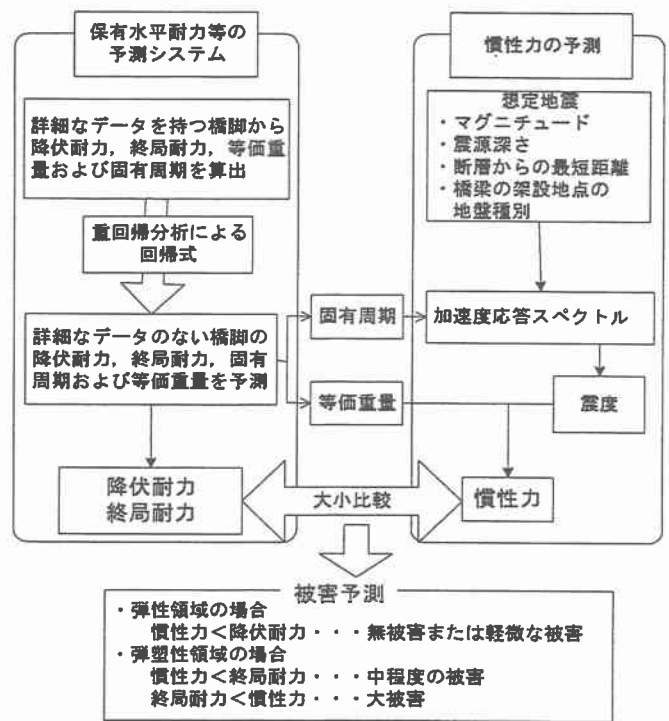 保有水平耐力等の
予測システム
詳細なデータを持つ橋脚から
降伏耐力，終局耐力，等価重
量および固有周期を算出
重回帰分析による
回帰式
詳細なデータのない橋脚の
降伏耐力，終局耐力，固有
周期および等価重量を予測
降伏耐力
終局耐力
固有周期
等価重量
慣性力の予測
想定地震
・マグニチュード
・震源深さ
・断層からの最短距離
・橋梁の架設地点の
地盤種別
加速度応答スペクトル
震度
慣性力
大小比較
被害予測
・弾性領域の場合
慣性力＜降伏耐力・・・無被害または軽微な被害
・弾塑性領域の場合
慣性力＜終局耐力・・・中程度の被害
終局耐力＜慣性力・・・大被害